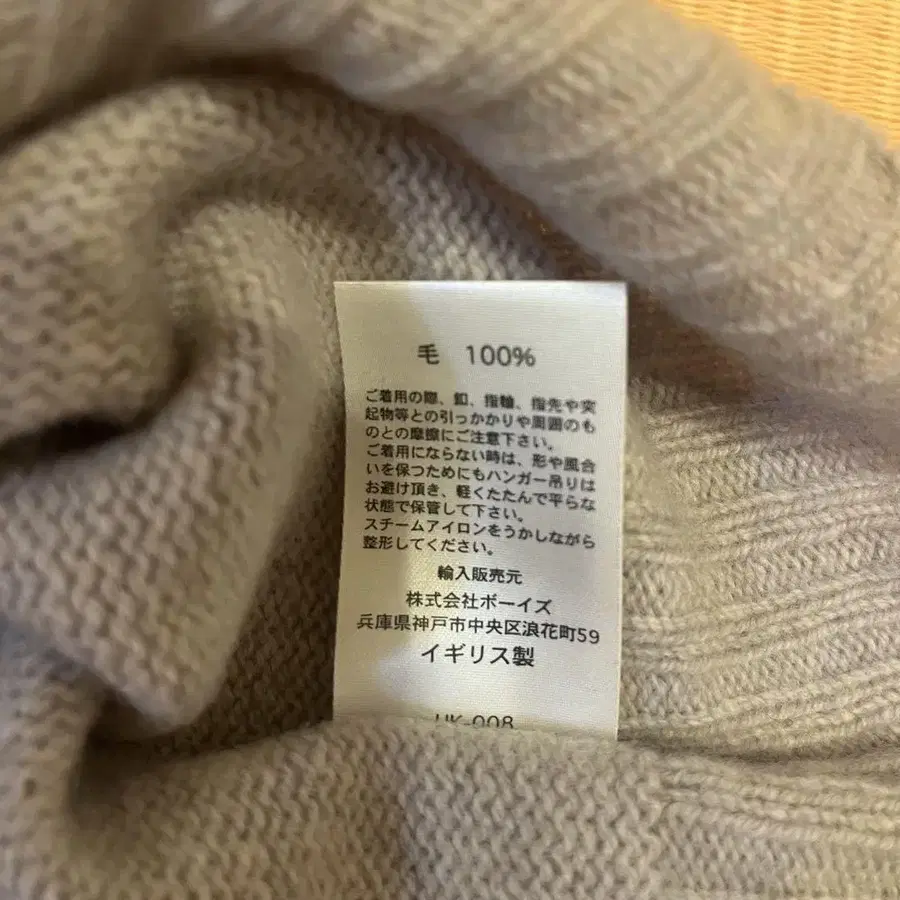 毛 100%
ご着用の際、釦、指輪、指先や突
起物等との引っかかりや周囲のも
のとの摩擦にご注意下さい。
ご着用にならない時は、形や風合
いを保つためにもハンガー吊りは
お避け頂き、軽くたたんで平らな
状態で保管して下さい。
スチームアイロンをうかしながら
整形してください。
輸入販売元
株式会社ボーイズ
兵庫県神戸市中央区浪花町59
イギリス製
UK-008